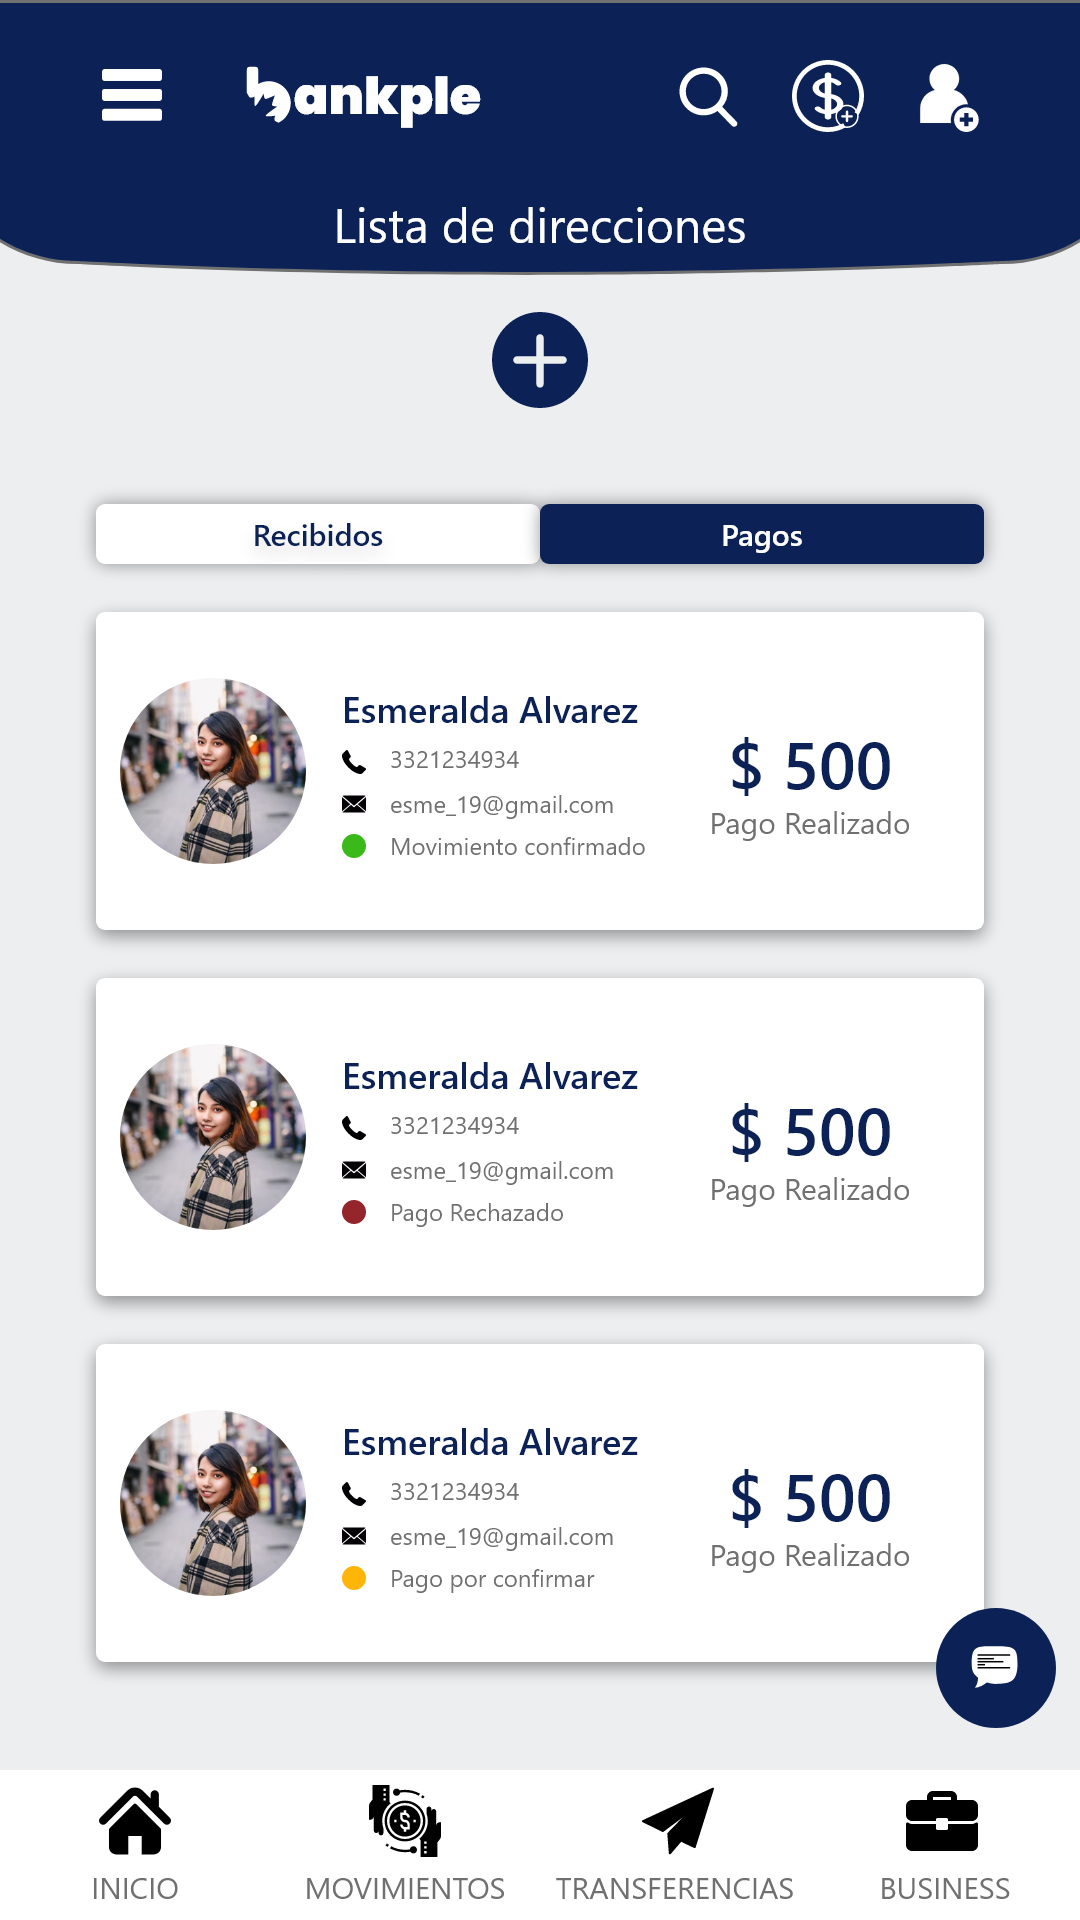 bankple
Lista de direcciones
Recibidos
Pagos
Esmeralda Alvarez
3321234934
esme_19@gmail.com
Movimiento confirmado
$ 500
Pago Realizado
Esmeralda Alvarez
3321234934
esme_19@gmail.com
Pago Rechazado
$ 500
Pago Realizado
Esmeralda Alvarez
3321234934
esme_19@gmail.com
Pago por confirmar
$ 500
Pago Realizado
INICIO
MOVIMIENTOS
TRANSFERENCIAS
BUSINESS